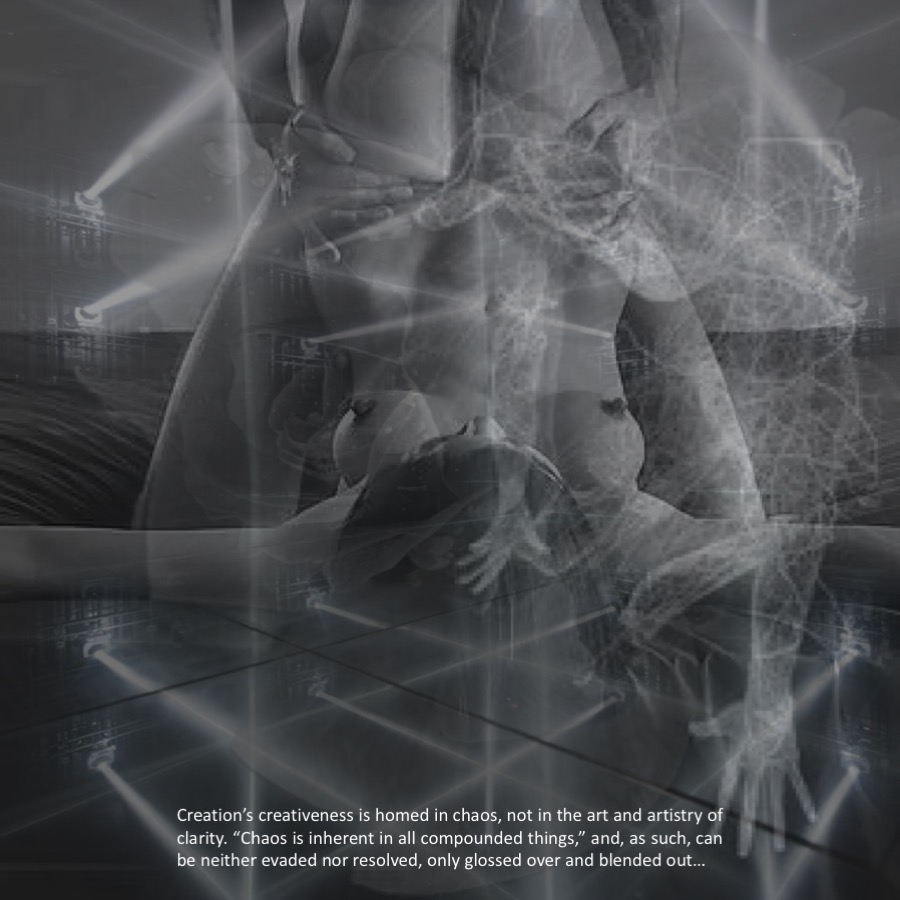 Creation’s creativeness is homed in chaos, not in the art and artistry of
clarity. “Chaos is inherent in all compounded things,” and, as such, can
be neither evaded nor resolved, only glossed over and blended out...